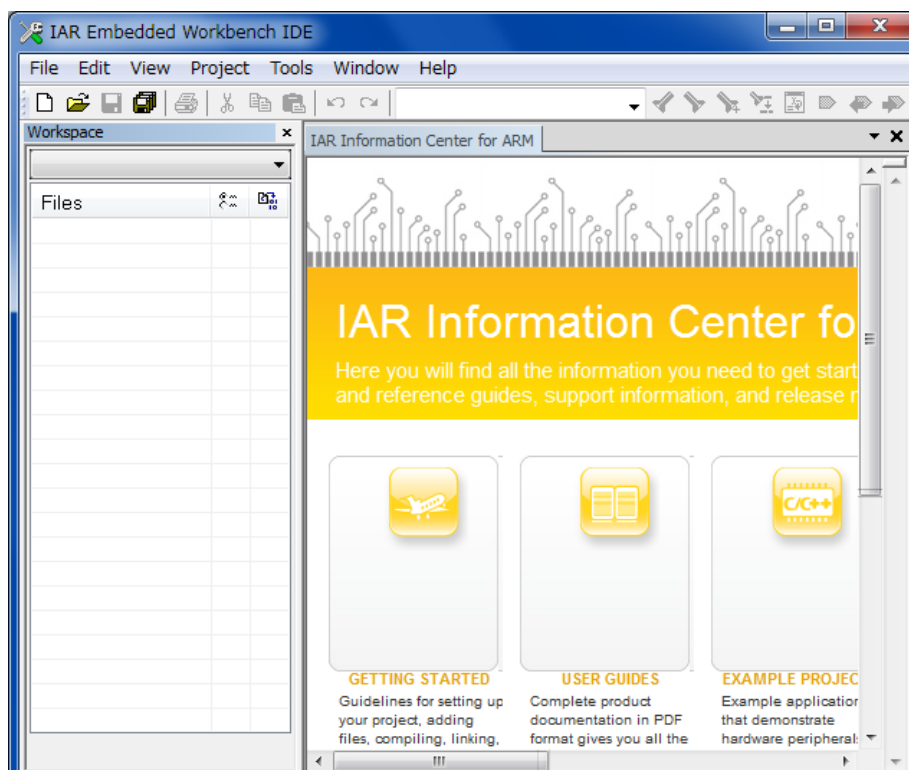 IAR Embedded Workbench IDE
File Edit View Project Tools Window Help
Workspace
IAR Information Center for ARM
Files
IAR Information Center fo
Here you will find all the information you need to get start
and reference guides, support information, and release
C/C++
GETTING STARTED
Guidelines for setting up
your project, adding
files, compiling, linking,
USER GUIDES
Complete product
documentation in PDF
format gives you all the
EXAMPLE PROJEC
Example application
that demonstrate
hardware peripheral